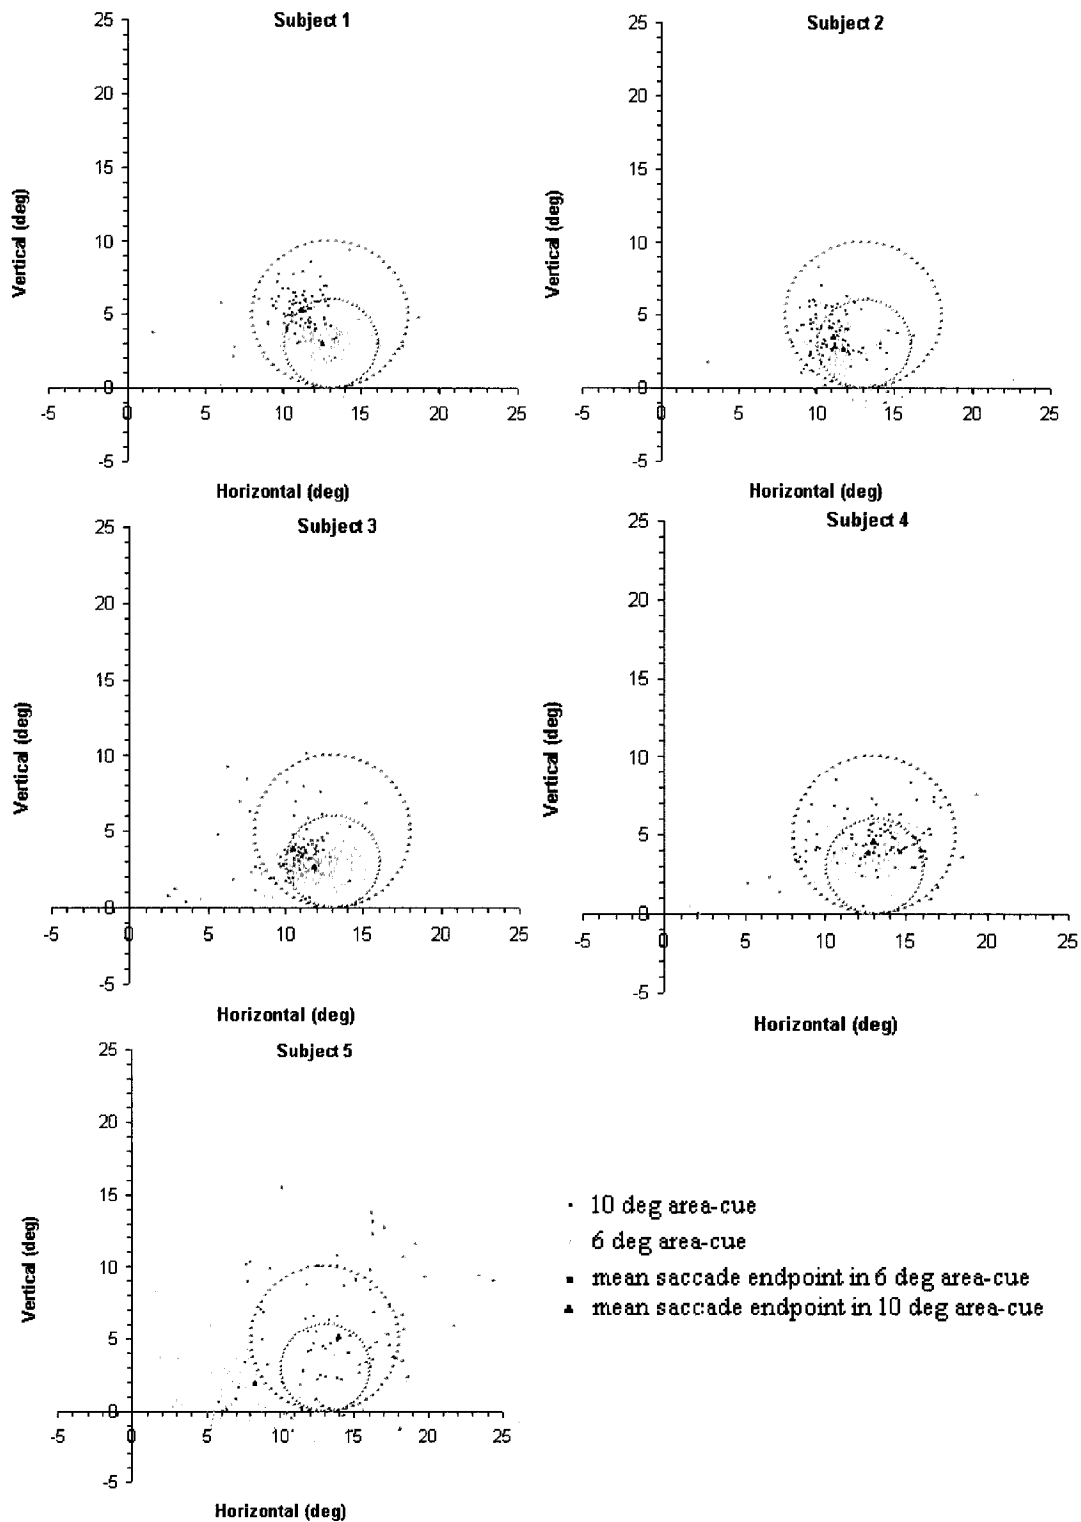 Subject 1
25
20
15
10
5
0
-5
-5 0 5 10 15 20 25
Vertical (deg)
Horizontal (deg)
Subject 2
25
20
15
10
5
0
-5
-5 0 5 10 15 20 25
Vertical (deg)
Horizontal (deg)
Subject 3
25
20
15
10
5
0
-5
-5 0 5 10 15 20 25
Vertical (deg)
Horizontal (deg)
Subject 4
25
20
15
10
5
0
-5
-5 0 5 10 15 20 25
Vertical (deg)
Horizontal (deg)
Subject 5
25
20
15
10
5
0
-5
-5 0 5 10 15 20 25
Vertical (deg)
Horizontal (deg)
10 deg area-cue
6 deg area-cue
mean saccade endpoint in 6 deg area-cue
mean saccade endpoint in 10 deg area-cue